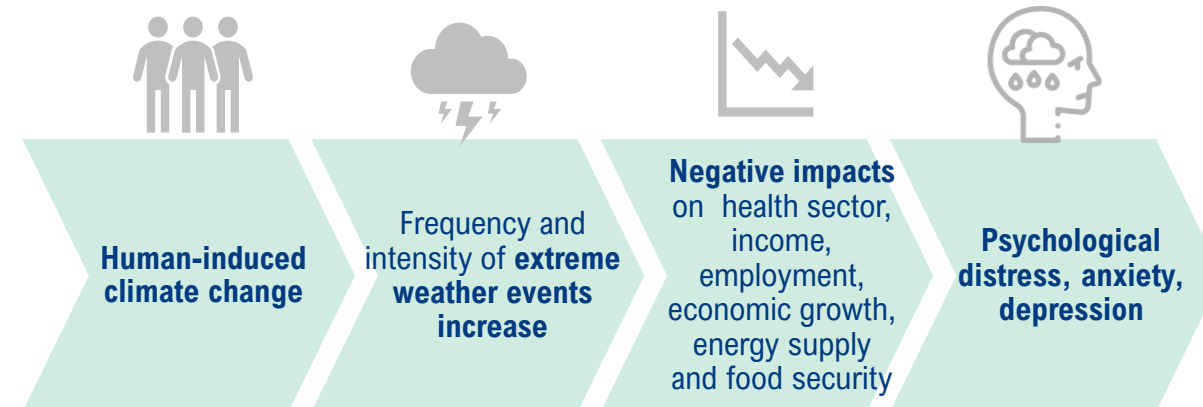 Human-induced
climate change
Frequency and
intensity of extreme
weather events
increase
Negative impacts
on health sector,
income,
employment,
economic growth,
energy supply
and food security
Psychological
distress, anxiety,
depression